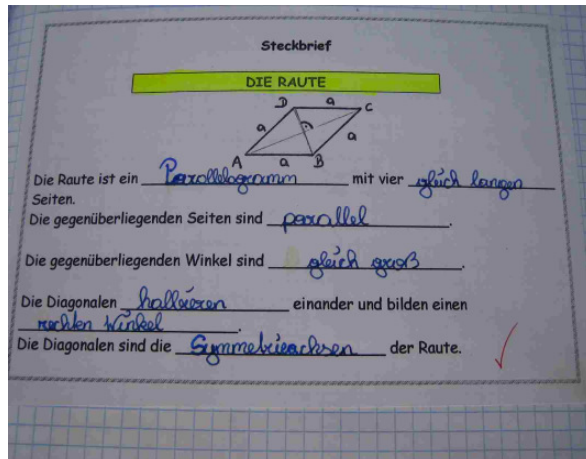 Steckbrief
DIE RAUTE
D a C
a a
A a B
Die Raute ist ein Parallelogramm mit vier gleich langen
Seiten.
Die gegenüberliegenden Seiten sind parallel.
Die gegenüberliegenden Winkel sind gleich groß.
Die Diagonalen halbieren einander und bilden einen
rechten Winkel.
Die Diagonalen sind die Symmetrieachsen der Raute.